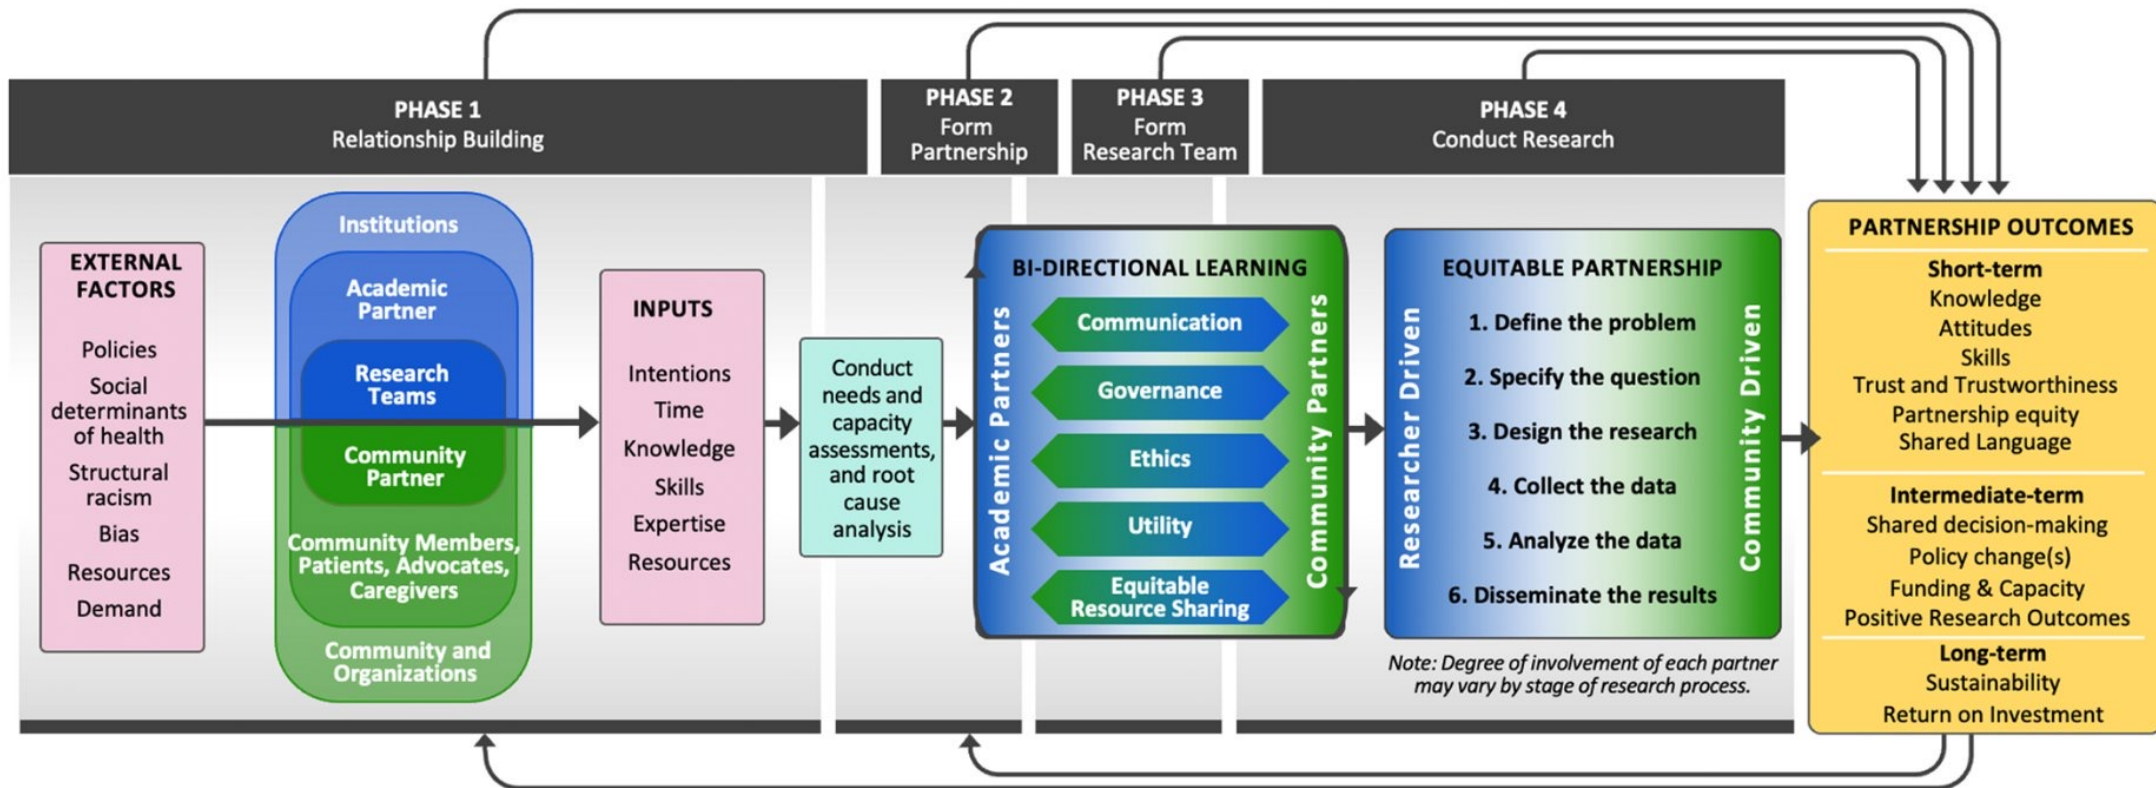 PHASE 1
Relationship Building
PHASE 2
Form
Partnership
PHASE 3
Form
Research Team
PHASE 4
Conduct Research
EXTERNAL
FACTORS
Policies
Social
determinants
of health
Structural
racism
Bias
Resources
Demand
Institutions
Academic
Partner
Research
Teams
Community
Partner
Community Members,
Patients, Advocates,
Caregivers
Community and
Organizations
INPUTS
Intentions
Time
Knowledge
Skills
Expertise
Resources
Conduct
needs and
capacity
assessments,
and root
cause
analysis
BI-DIRECTIONAL LEARNING
Academic Partners
Communication
Governance
Ethics
Utility
Equitable
Resource Sharing
Community Partners
EQUITABLE PARTNERSHIP
Researcher Driven
1. Define the problem
2. Specify the question
3. Design the research
4. Collect the data
5. Analyze the data
6. Disseminate the results
Community Driven
Note: Degree of involvement of each partner
may vary by stage of research process.
PARTNERSHIP OUTCOMES
Short-term
Knowledge
Attitudes
Skills
Trust and Trustworthiness
Partnership equity
Shared Language
Intermediate-term
Shared decision-making
Policy change(s)
Funding & Capacity
Positive Research Outcomes
Long-term
Sustainability
Return on Investment